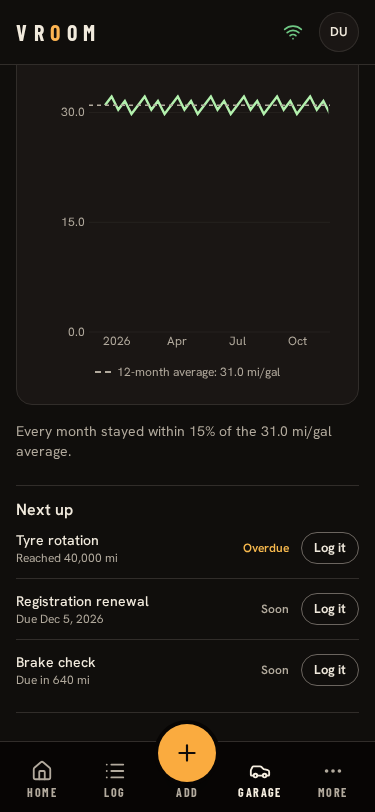 VROOM
DU
30.0
15.0
0.0
2026 Apr Jul Oct
12-month average: 31.0 mi/gal
Every month stayed within 15% of the 31.0 mi/gal
average.
Next up
Tyre rotation
Reached 40,000 mi
Overdue
Log it
Registration renewal
Due Dec 5, 2026
Soon
Log it
Brake check
Due in 640 mi
Soon
Log it
HOME LOG ADD GARAGE MORE